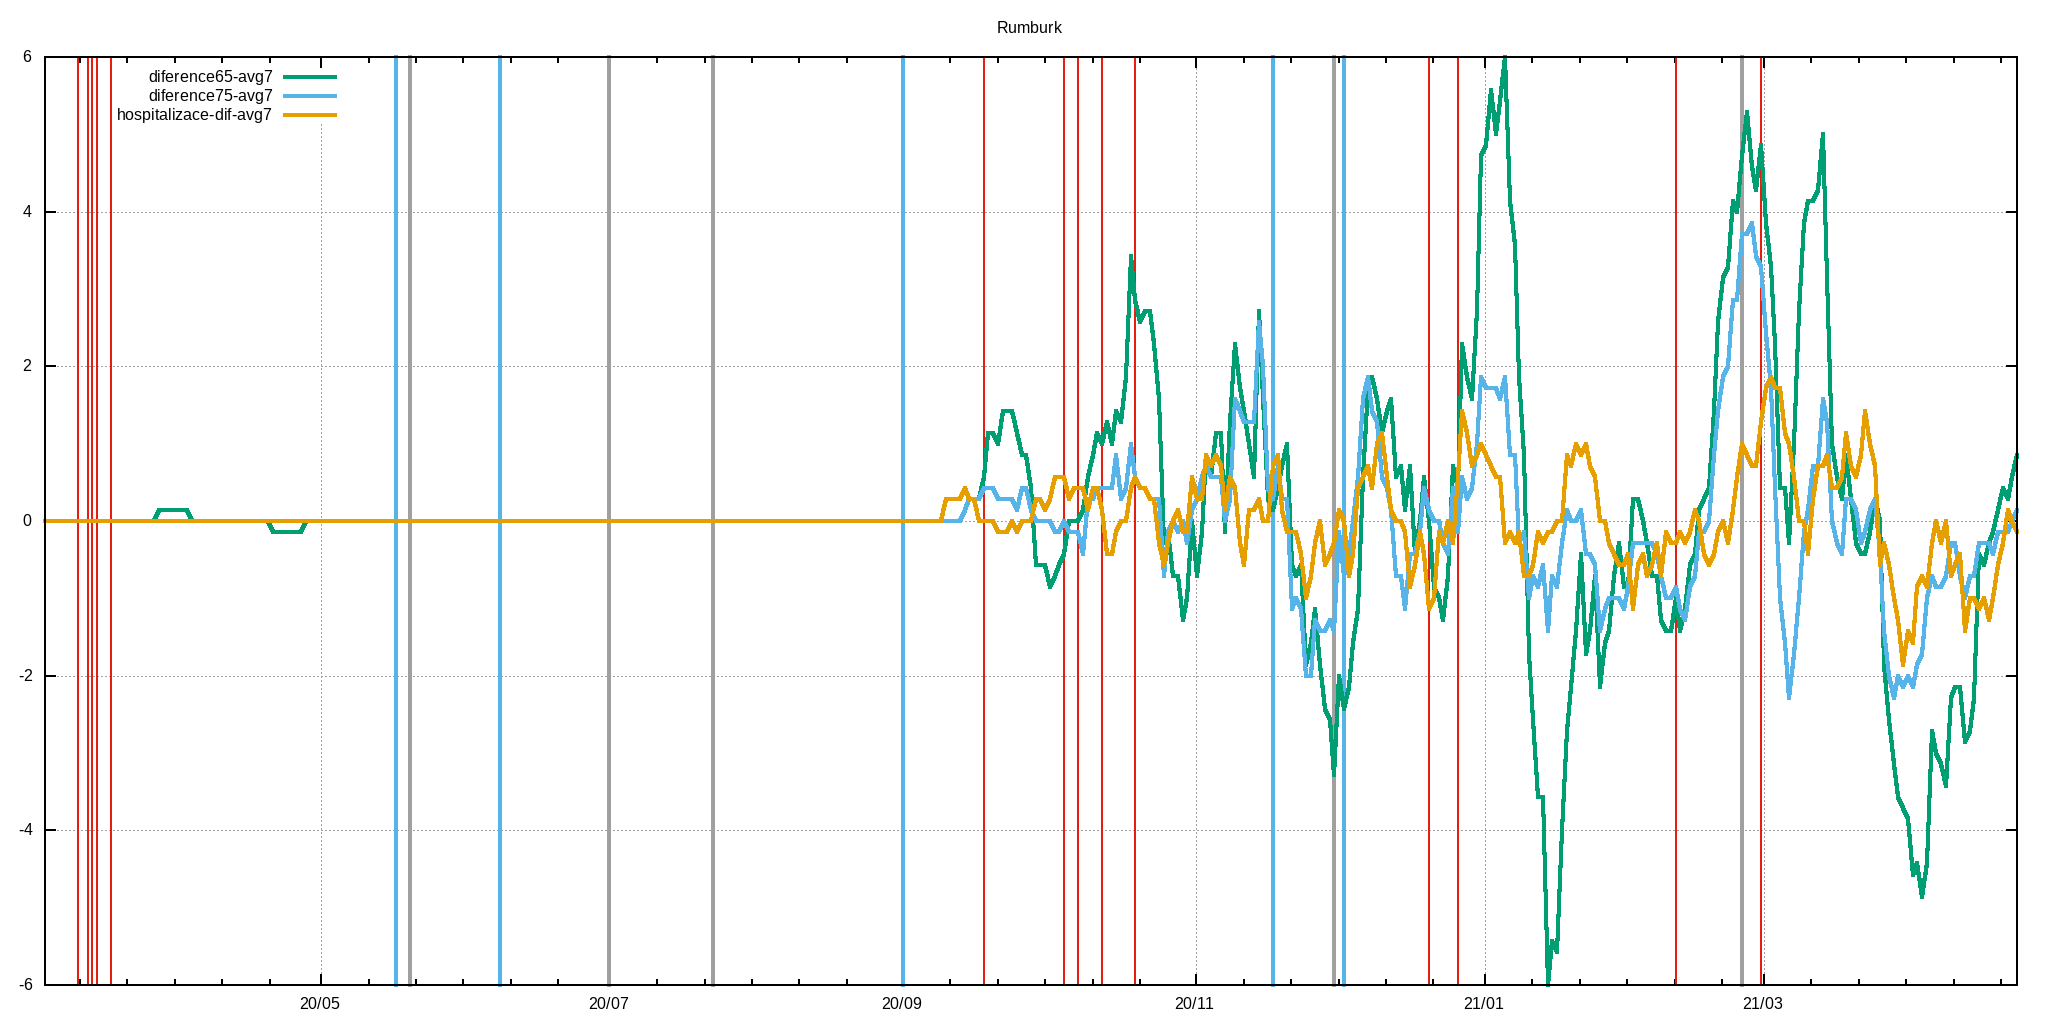 Rumburk
diference65-avg7
diference75-avg7
hospitalizace-dif-avg7
6
4
2
0
-2
-4
-6
20/05 20/07 20/09 20/11 21/01 21/03